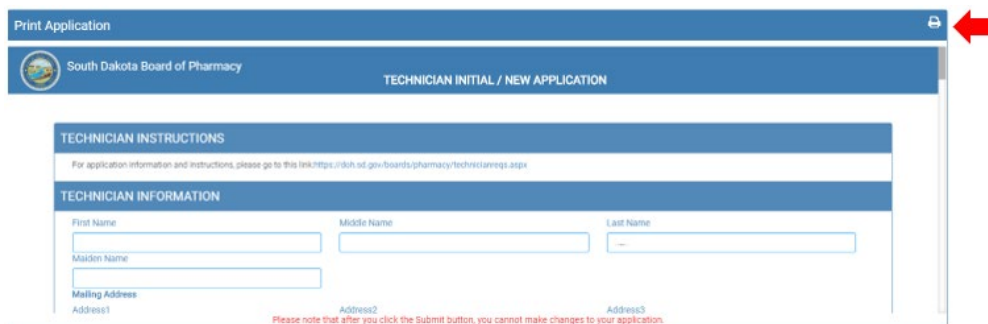 Print Application
South Dakota Board of Pharmacy
TECHNICIAN INITIAL / NEW APPLICATION
TECHNICIAN INSTRUCTIONS
For application information and instructions, please go to this link:https://doh.sd.gov/boards/pharmacy/technicianreqs.aspx
TECHNICIAN INFORMATION
First Name Middle Name Last Name
Maiden Name
Mailing Address
Address1 Address2 Address3
Please note that after you click the Submit button, you cannot make changes to your application.